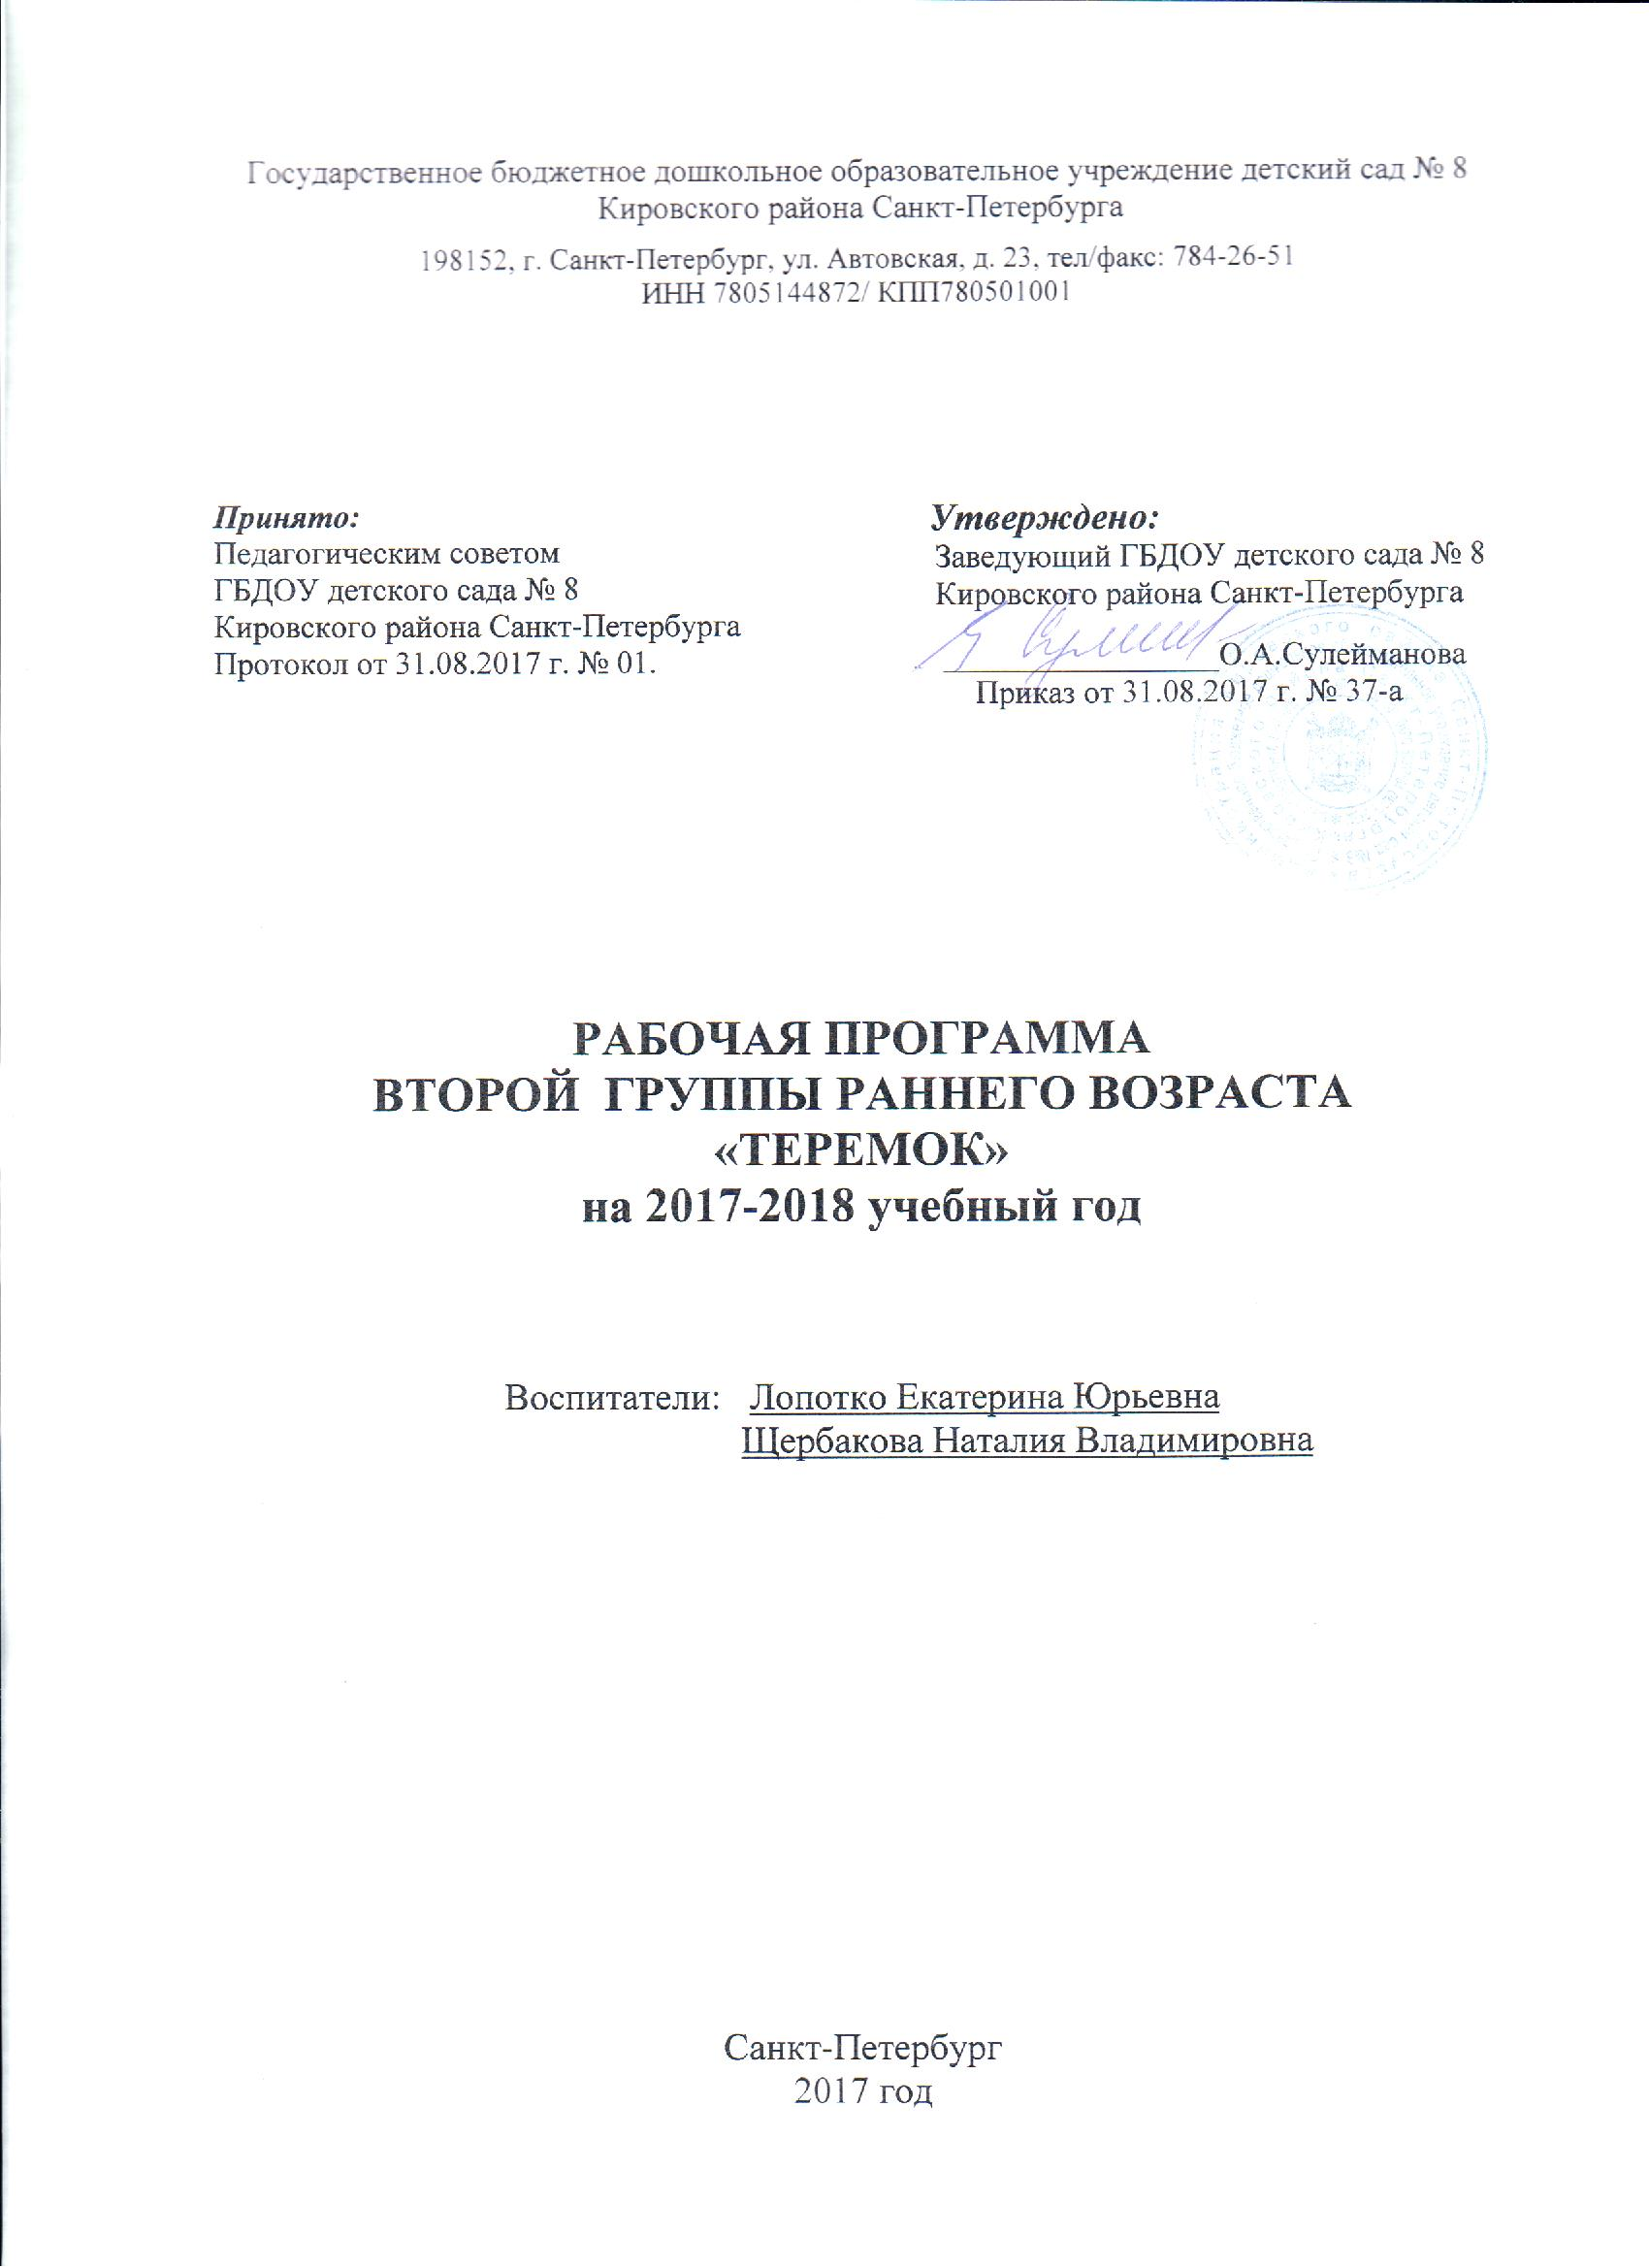 Государственное бюджетное дошкольное образовательное учреждение детский сад № 8
Кировского района Санкт-Петербурга
198152, г. Санкт-Петербург, ул. Автовская, д. 23, тел/факс: 784-26-51
ИНН 7805144872/ КПП780501001
Принято:
Педагогическим советом
ГБДОУ детского сада № 8
Кировского района Санкт-Петербурга
Протокол от 31.08.2017 г. № 01.
Утверждено:
Заведующий ГБДОУ детского сада № 8
Кировского района Санкт-Петербурга
О.А.Сулейманова
Приказ от 31.08.2017 г. № 37-а
РАБОЧАЯ ПРОГРАММА
ВТОРОЙ ГРУППЫ РАННЕГО ВОЗРАСТА
«ТЕРЕМОК»
на 2017-2018 учебный год
Воспитатели: Лопотко Екатерина Юрьевна
Щербакова Наталия Владимировна
Санкт-Петербург
2017 год